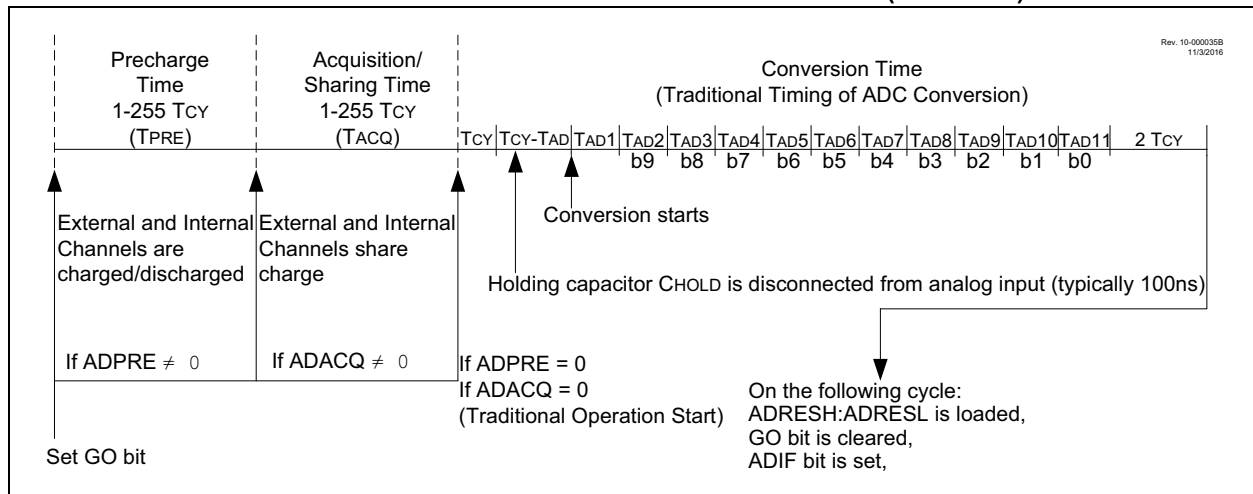 Rev. 10-000035B
11/3/2016
Precharge
Time
1-255 TCY
(TPRE)
Acquisition/
Sharing Time
1-255 TCY
(TACQ)
Conversion Time
(Traditional Timing of ADC Conversion)
TCY TCY-TAD TAD1 TAD2 TAD3 TAD4 TAD5 TAD6 TAD7 TAD8 TAD9 TAD10 TAD11 2 TCY
b9 b8 b7 b6 b5 b4 b3 b2 b1 b0
External and Internal
Channels are
charged/discharged
External and Internal
Channels share
charge
Conversion starts
Holding capacitor CHOLD is disconnected from analog input (typically 100ns)
If ADPRE ≠ 0
If ADACQ ≠ 0
If ADPRE = 0
If ADACQ = 0
(Traditional Operation Start)
On the following cycle:
ADRESH:ADRESL is loaded,
GO bit is cleared,
ADIF bit is set,
Set GO bit